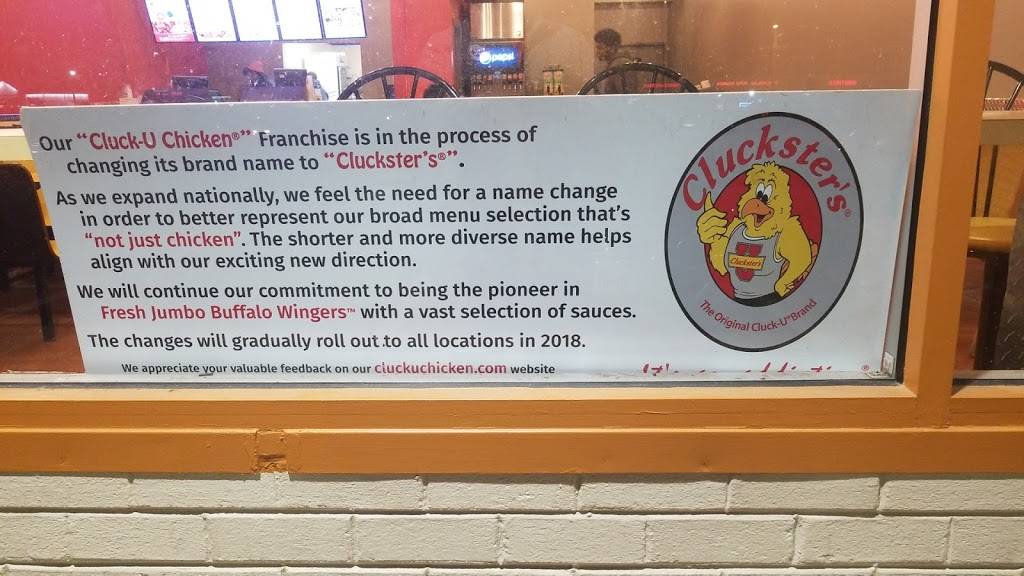 pepsi
Our “Cluck-U Chicken®” Franchise is in the process of
changing its brand name to “Cluckster’s®”.
As we expand nationally, we feel the need for a name change
in order to better represent our broad menu selection that’s
“not just chicken”. The shorter and more diverse name helps
align with our exciting new direction.
We will continue our commitment to being the pioneer in
Fresh Jumbo Buffalo Wingers™ with a vast selection of sauces.
The changes will gradually roll out to all locations in 2018.
We appreciate your valuable feedback on our cluckuchicken.com website
Cluckster's®
U
Cluckster's
The Original Cluck-U™ Brand
It's
®